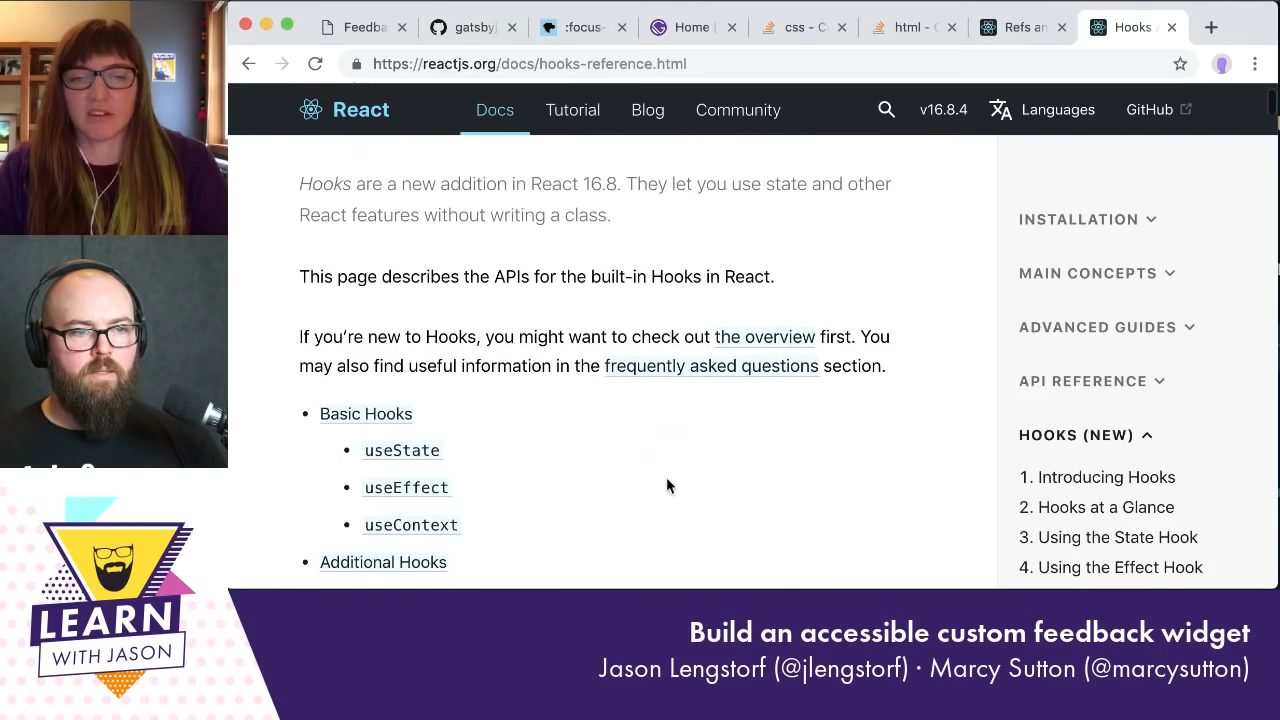 Feedba
gatsbyj
:focus-
Home
css - C
html - C
Refs an
Hooks
https://reactjs.org/docs/hooks-reference.html
React
Docs
Tutorial
Blog
Community
v16.8.4
Languages
GitHub
Hooks are a new addition in React 16.8. They let you use state and other
React features without writing a class.
This page describes the APIs for the built-in Hooks in React.
If you’re new to Hooks, you might want to check out the overview first. You
may also find useful information in the frequently asked questions section.
• Basic Hooks
• useState
• useEffect
• useContext
• Additional Hooks
INSTALLATION
MAIN CONCEPTS
ADVANCED GUIDES
API REFERENCE
HOOKS (NEW)
1. Introducing Hooks
2. Hooks at a Glance
3. Using the State Hook
4. Using the Effect Hook
LEARN
WITH JASON
Build an accessible custom feedback widget
Jason Lengstorf (@jlengstorf) · Marcy Sutton (@marcysutton)